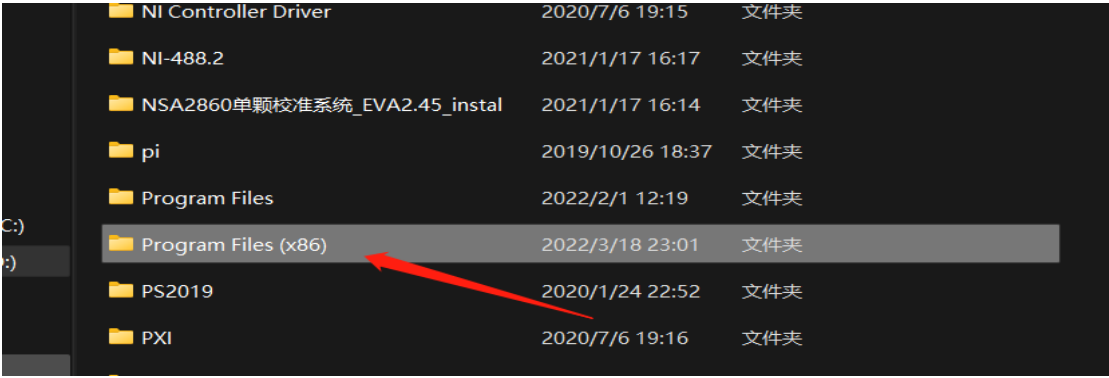 NI Controller Driver 2020/7/6 19:15 文件夹
NI-488.2 2021/1/17 16:17 文件夹
NSA2860单颗校准系统_EVA2.45_instal 2021/1/17 16:14 文件夹
pi 2019/10/26 18:37 文件夹
Program Files 2022/2/1 12:19 文件夹
C:)
Program Files (x86) 2022/3/18 23:01 文件夹
:)
PS2019 2020/1/24 22:52 文件夹
PXI 2020/7/6 19:16 文件夹